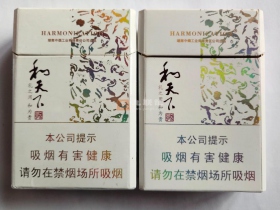 HARMONIZATION
和天下
本公司提示
吸烟有害健康
请勿在禁烟场所吸烟
HARMONIZATION
和天下
本公司提示
吸烟有害健康
请勿在禁烟场所吸烟